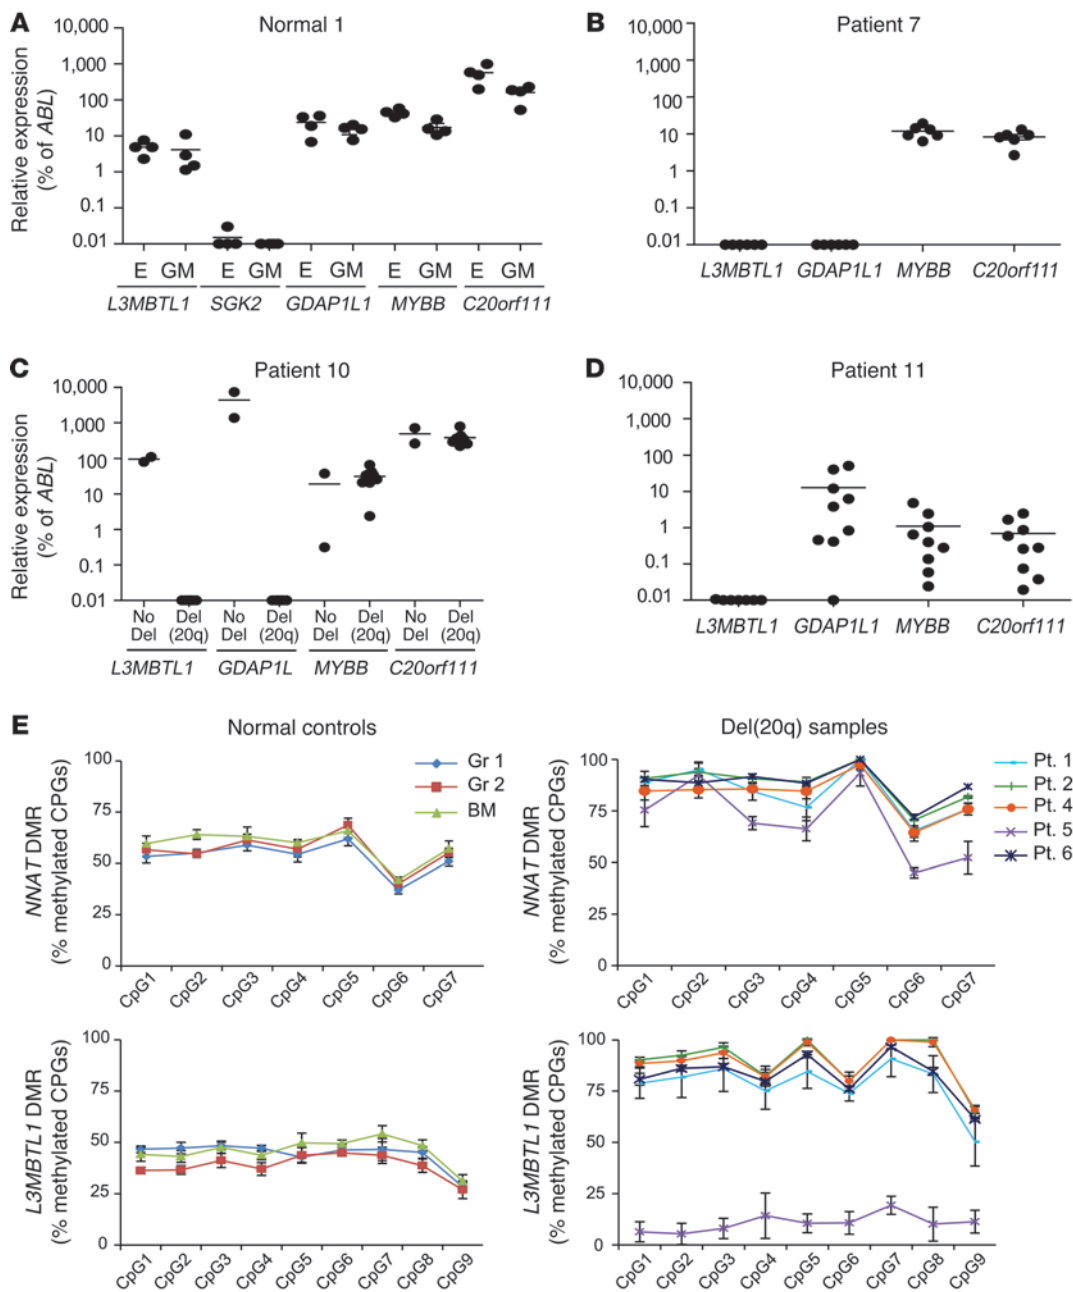 A
Normal 1
Relative expression
(% of ABL)
10,000
1,000
100
10
1
0.1
0.01
E GM E GM E GM E GM E GM
L3MBTL1 SGK2 GDAP1L1 MYBB C20orf111
B
Patient 7
10,000
1,000
100
10
1
0.1
0.01
L3MBTL1 GDAP1L1 MYBB C20orf111
C
Patient 10
Relative expression
(% of ABL)
10,000
1,000
100
10
1
0.1
0.01
No Del No Del No Del No Del
Del (20q) Del (20q) Del (20q) Del (20q)
L3MBTL1 GDAP1L MYBB C20orf111
D
Patient 11
10,000
1,000
100
10
1
0.1
0.01
L3MBTL1 GDAP1L1 MYBB C20orf111
E
Normal controls
NNAT DMR
(% methylated CPGs)
100
75
50
25
0
Gr 1
Gr 2
BM
CpG1 CpG2 CpG3 CpG4 CpG5 CpG6 CpG7
Del(20q) samples
NNAT DMR
(% methylated CPGs)
100
75
50
25
0
Pt. 1
Pt. 2
Pt. 4
Pt. 5
Pt. 6
CpG1 CpG2 CpG3 CpG4 CpG5 CpG6 CpG7
L3MBTL1 DMR
(% methylated CPGs)
100
75
50
25
0
CpG1 CpG2 CpG3 CpG4 CpG5 CpG6 CpG7 CpG8 CpG9
L3MBTL1 DMR
(% methylated CPGs)
100
75
50
25
0
CpG1 CpG2 CpG3 CpG4 CpG5 CpG6 CpG7 CpG8 CpG9